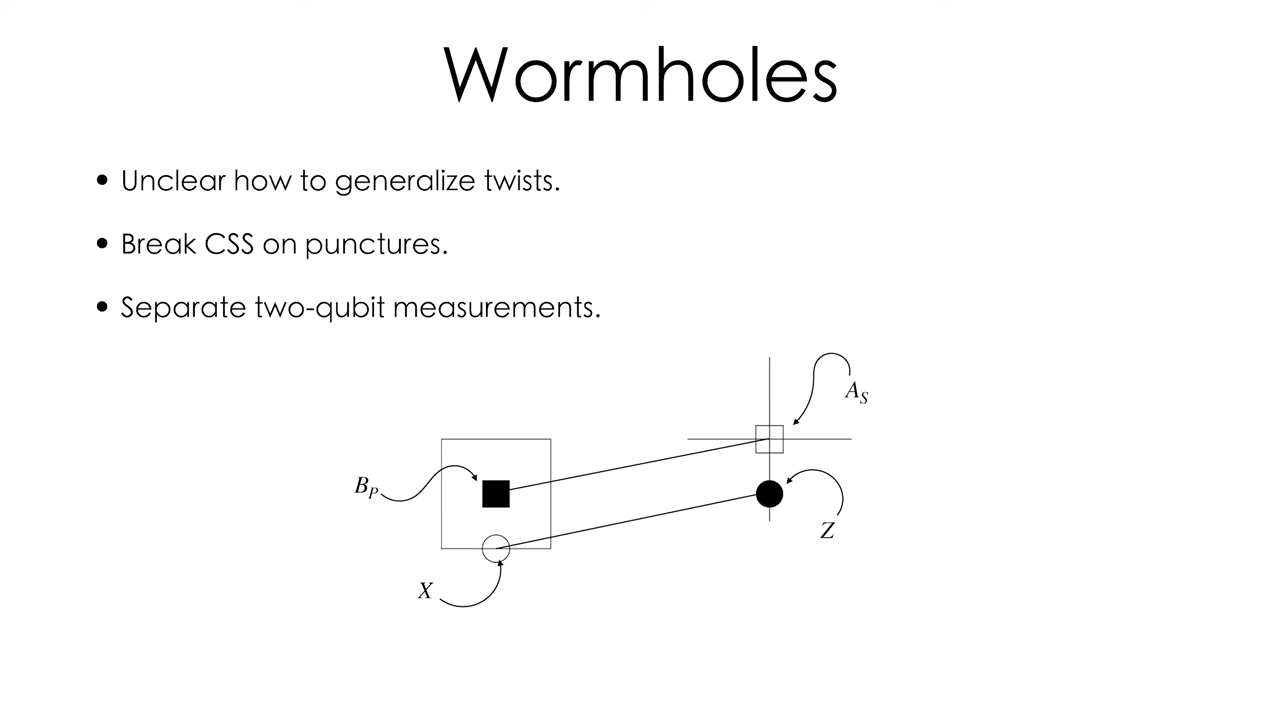 Wormholes
• Unclear how to generalize twists.
• Break CSS on punctures.
• Separate two-qubit measurements.
A_S
B_P
Z
X